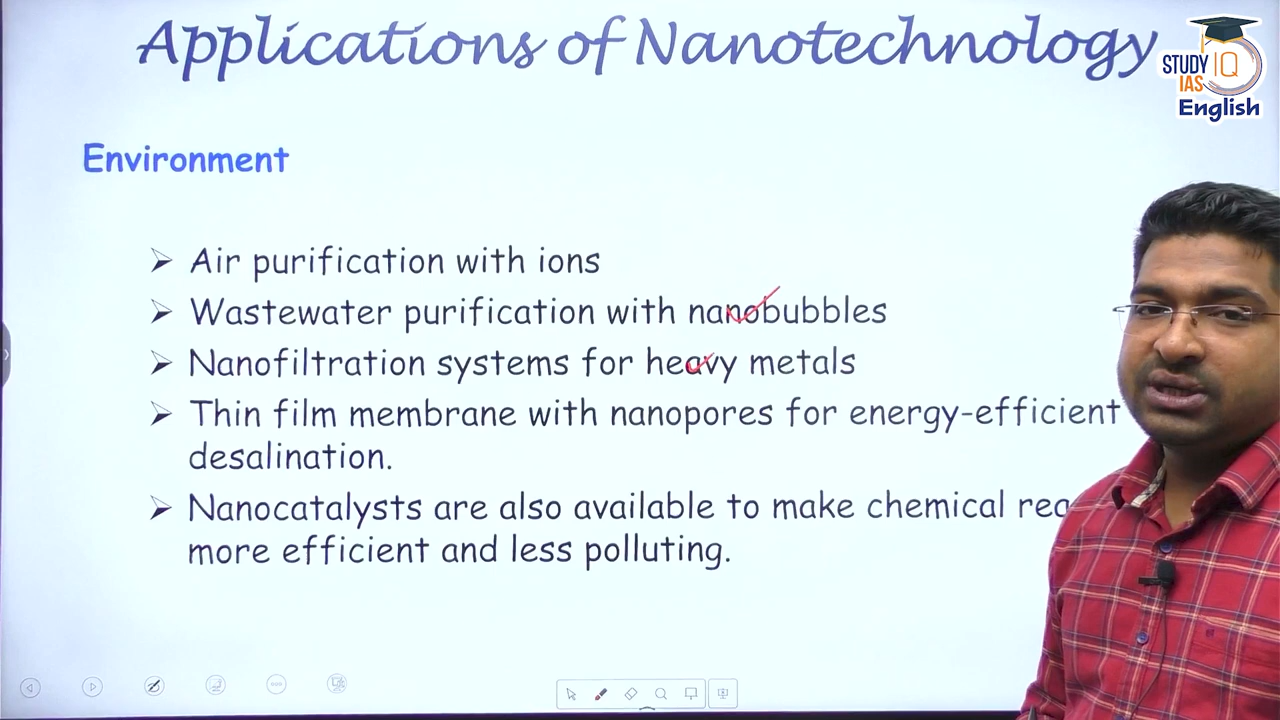 Applications of Nanotechnology
STUDY IQ
IAS
English
Environment
Air purification with ions
Wastewater purification with nanobubbles
Nanofiltration systems for heavy metals
Thin film membrane with nanopores for energy-efficient
desalination.
Nanocatalysts are also available to make chemical
more efficient and less polluting.